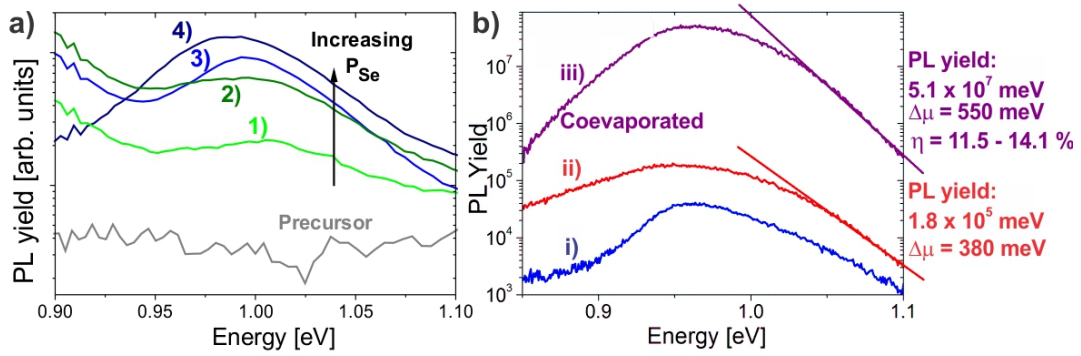 a)
PL yield [arb. units]
4)
3)
2)
1)
Increasing
P_Se
Precursor
0.90 0.95 1.00 1.05 1.10
Energy [eV]
b)
PL Yield
10^7
10^6
10^5
10^4
10^3
iii)
Coevaporated
ii)
i)
0.9 1.0 1.1
Energy [eV]
PL yield:
5.1 x 10^7 meV
Δμ = 550 meV
η = 11.5 - 14.1 %
PL yield:
1.8 x 10^5 meV
Δμ = 380 meV